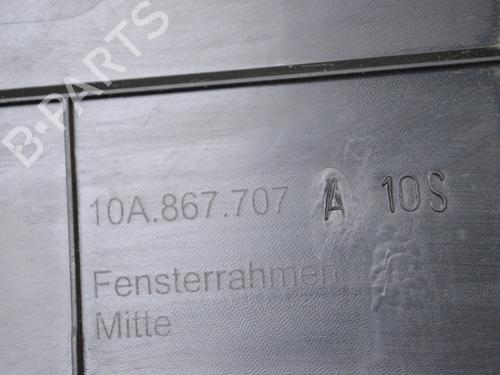 B-PARTS
10A.867.707 A 10S
Fensterrahmen
Mitte